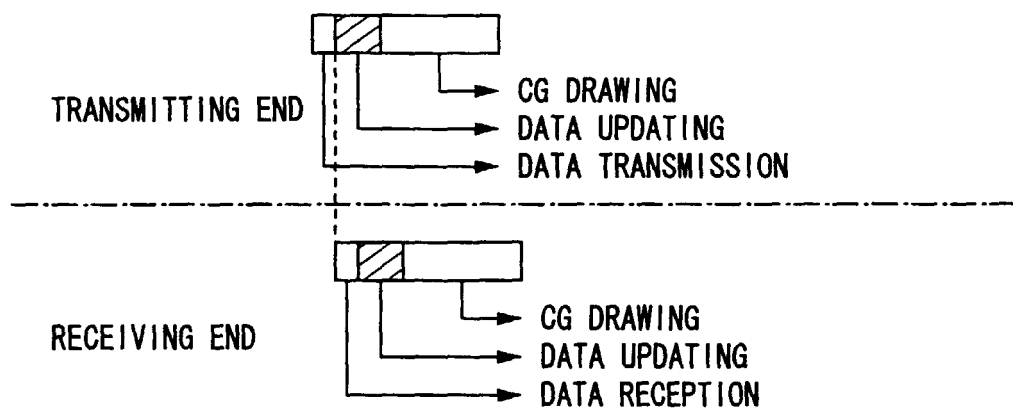 CG DRAWING
TRANSMITTING END
DATA UPDATING
DATA TRANSMISSION
CG DRAWING
RECEIVING END
DATA UPDATING
DATA RECEPTION